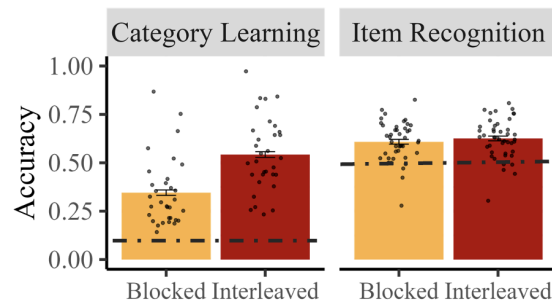 Category Learning
Item Recognition
Accuracy
1.00
0.75
0.50
0.25
0.00
Blocked Interleaved
Blocked Interleaved